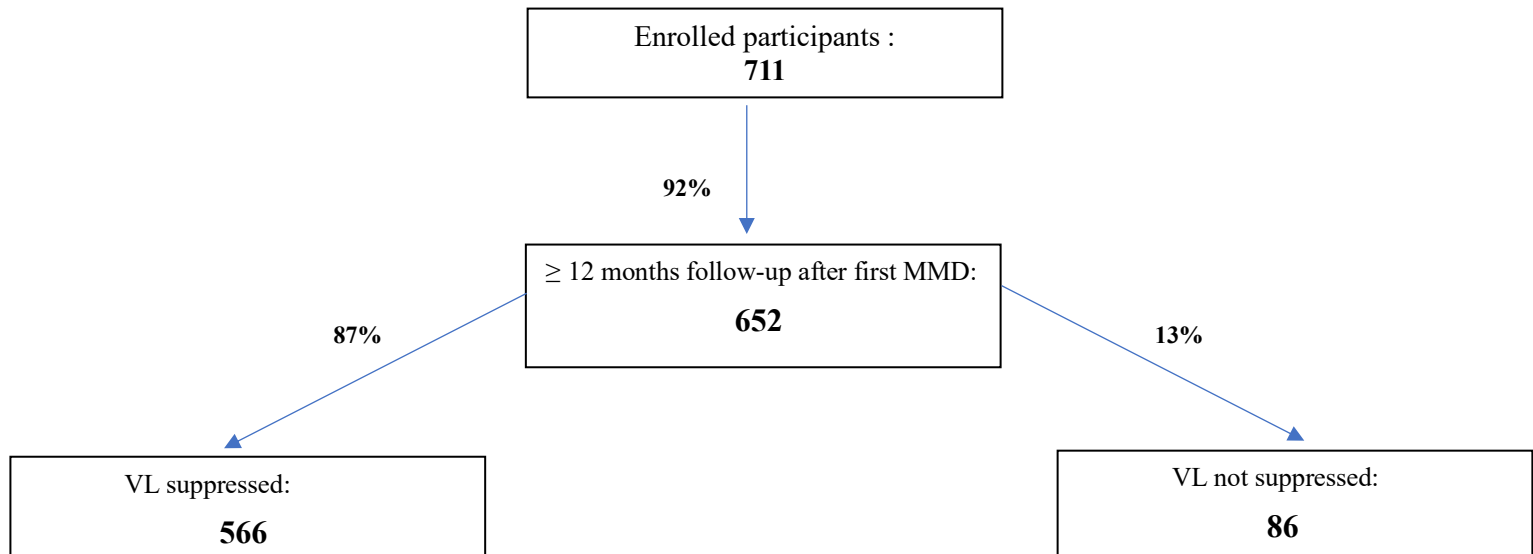 Enrolled participants :
711
92%
≥ 12 months follow-up after first MMD:
652
87%
13%
VL suppressed:
566
VL not suppressed:
86